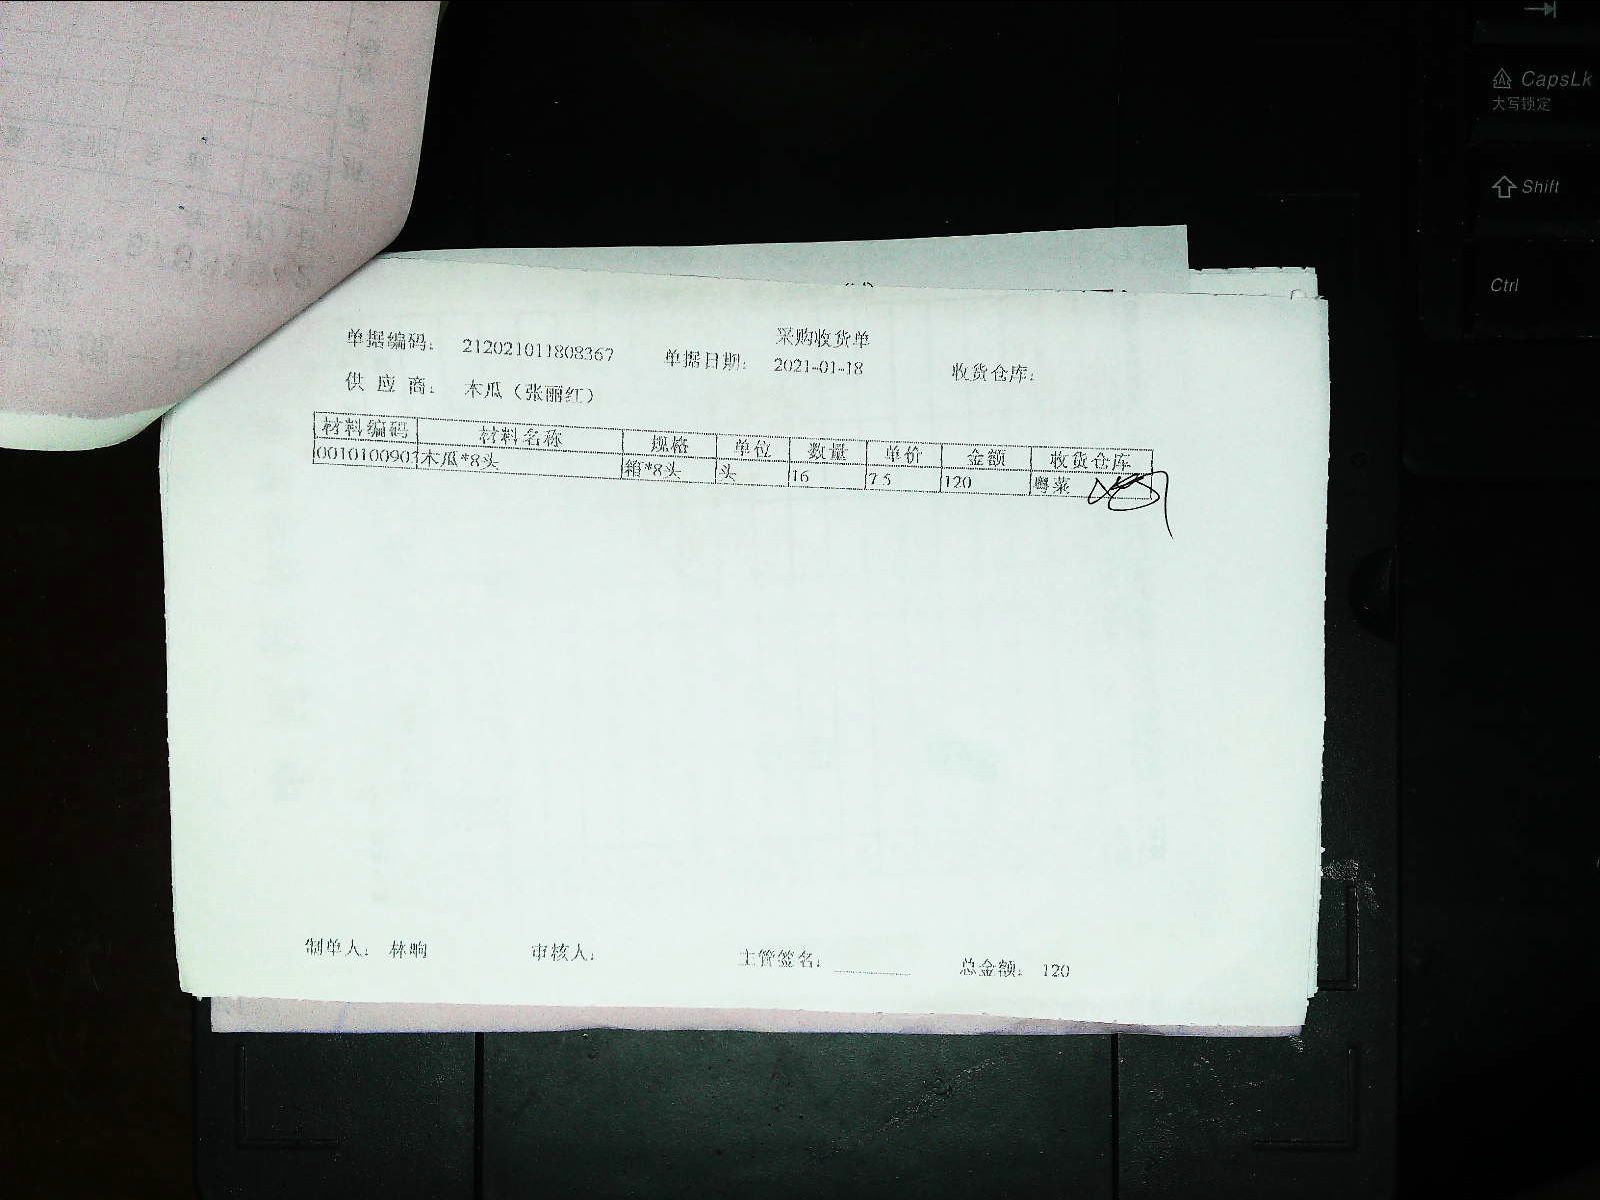 采购收货单
单据编码： 212021011808367 单据日期： 2021-01-18 收货仓库：
供 应 商： 木瓜（张丽红）
材料编码 材料名称 规格 单位 数量 单价 金额 收货仓库
木瓜*8头 箱*8头 头 16 7.5 120 粤菜
制单人： 林晌 审核人： 主管签名： 总金额： 120
CapsLk
大写锁定
Shift
Ctrl